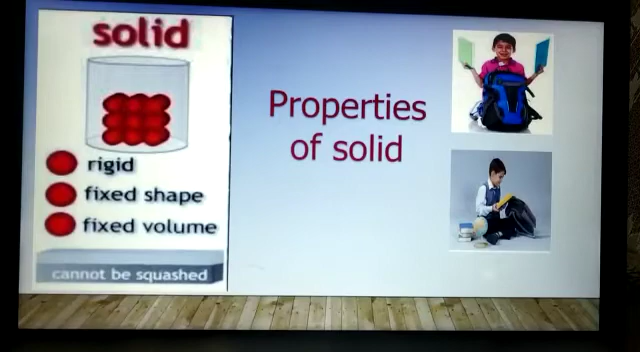 solid
rigid
fixed shape
fixed volume
cannot be squashed
Properties
of solid